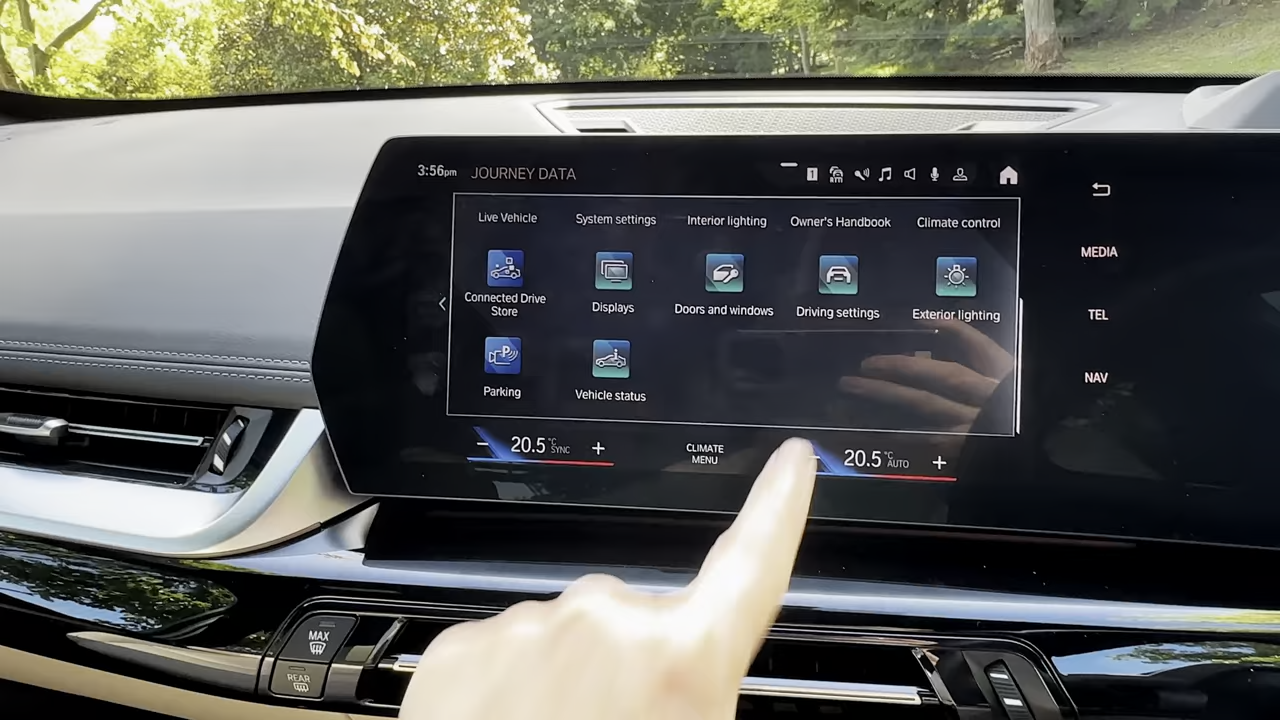 3:56pm JOURNEY DATA
1
Live Vehicle System settings Interior lighting Owner's Handbook Climate control
Connected Drive
Store
Displays
Doors and windows
Driving settings
Exterior lighting
P
Parking
Vehicle status
MEDIA
TEL
NAV
− 20.5 °C SYNC +
CLIMATE
MENU
− 20.5 °C AUTO +
MAX
REAR